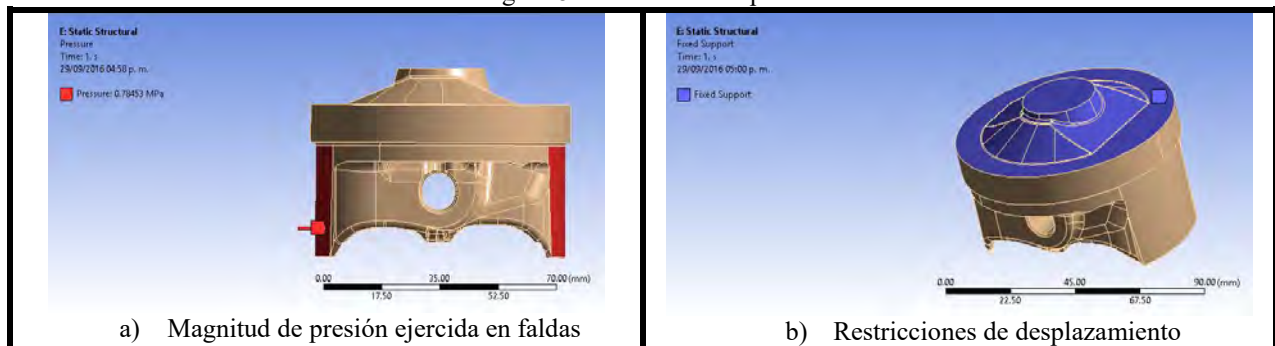 E: Static Structural
Pressure
Time: 1. s
29/09/2016 04:58 p. m.
Pressure: 0.78453 MPa
0.00
35.00
70.00 (mm)
17.50
52.50
a) Magnitud de presión ejercida en faldas
E: Static Structural
Fixed Support
Time: 1. s
29/09/2016 05:00 p. m.
Fixed Support
0.00
45.00
90.00 (mm)
22.50
67.50
b) Restricciones de desplazamiento